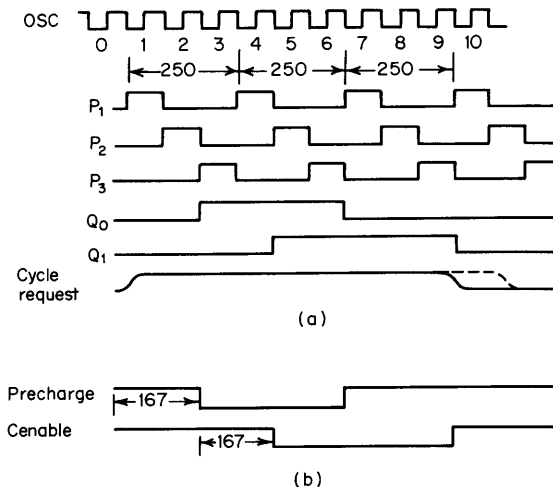 OSC
0 1 2 3 4 5 6 7 8 9 10
250 250 250
P1
P2
P3
Q0
Q1
Cycle
request
(a)
Precharge
167
Cenable
167
(b)